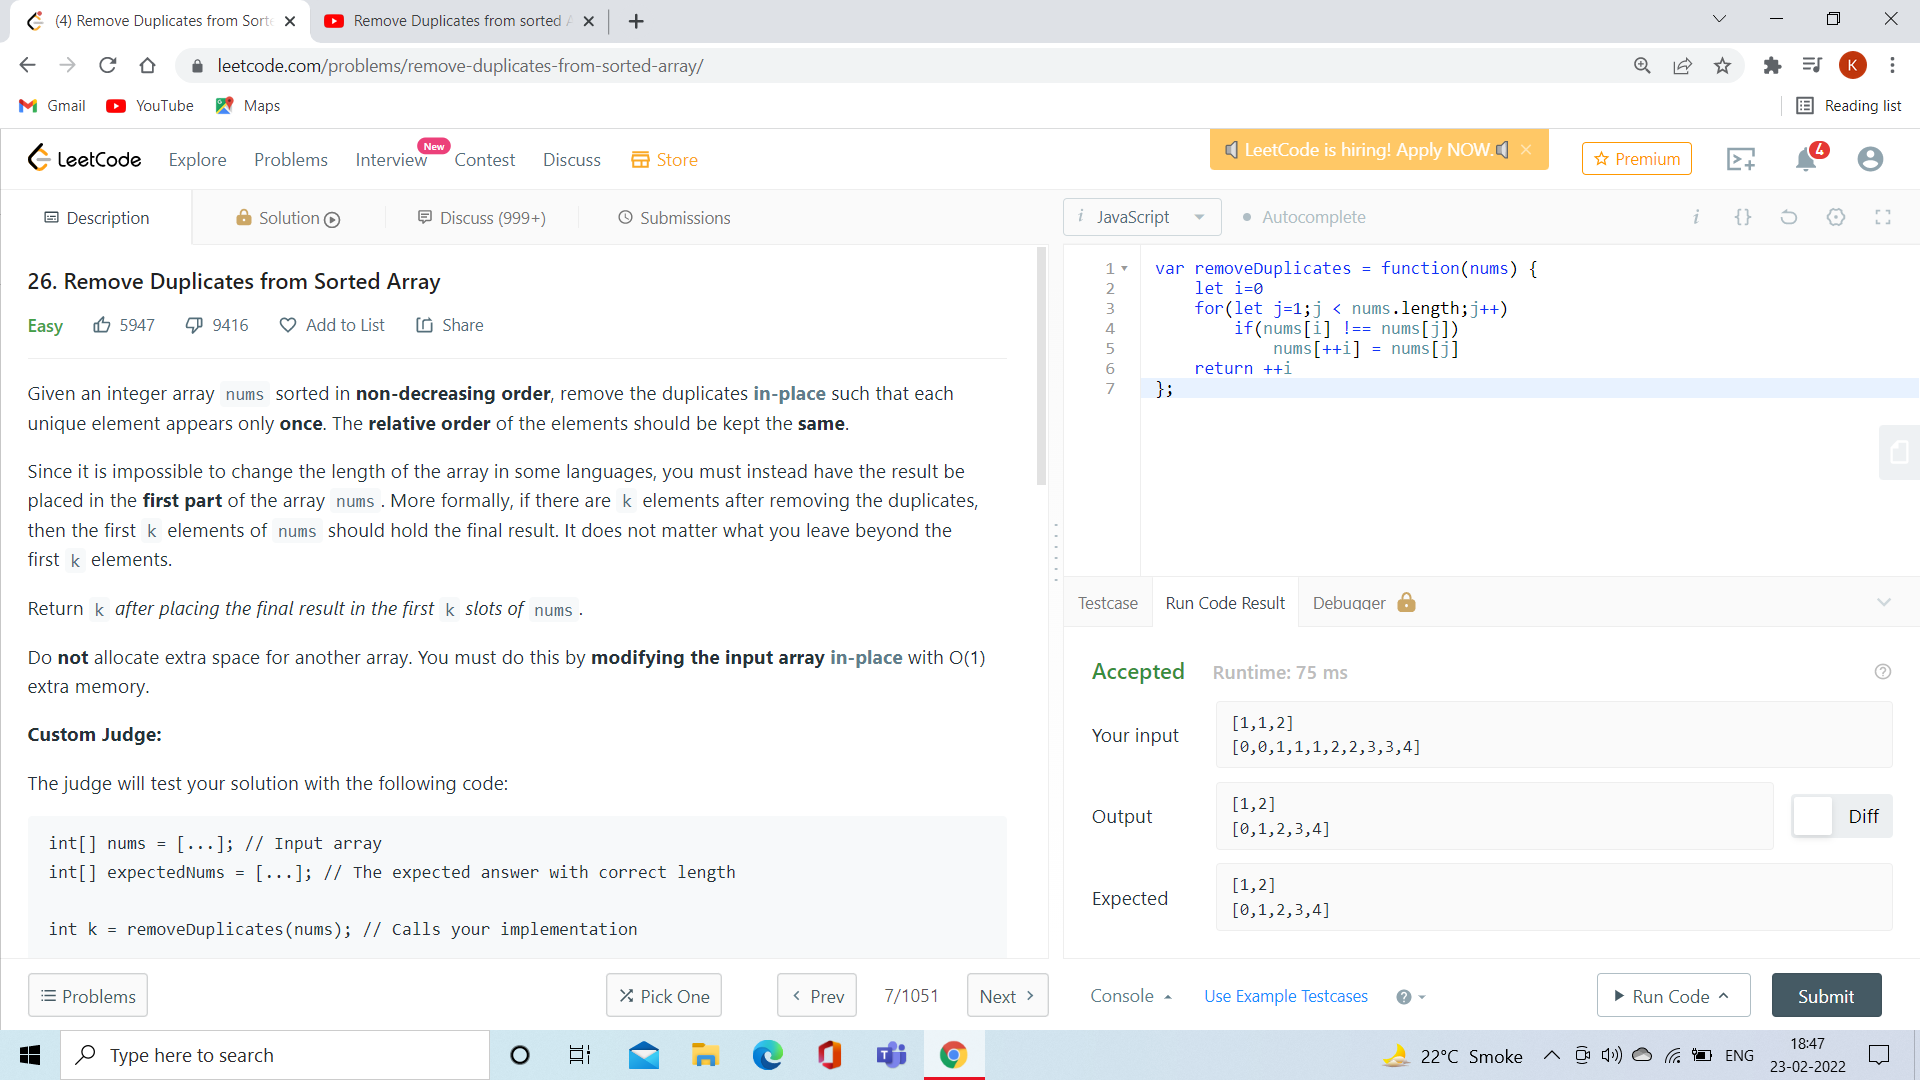 (4) Remove Duplicates from Sorte
Remove Duplicates from sorted A
leetcode.com/problems/remove-duplicates-from-sorted-array/
K
Gmail
YouTube
Maps
Reading list
LeetCode
Explore
Problems
Interview
New
Contest
Discuss
Store
LeetCode is hiring! Apply NOW.
Premium
4
Description
Solution
Discuss (999+)
Submissions
i JavaScript
Autocomplete
26. Remove Duplicates from Sorted Array
Easy
5947
9416
Add to List
Share
Given an integer array nums sorted in non-decreasing order, remove the duplicates in-place such that each
unique element appears only once. The relative order of the elements should be kept the same.
Since it is impossible to change the length of the array in some languages, you must instead have the result be
placed in the first part of the array nums . More formally, if there are k elements after removing the duplicates,
then the first k elements of nums should hold the final result. It does not matter what you leave beyond the
first k elements.
Return k after placing the final result in the first k slots of nums .
Do not allocate extra space for another array. You must do this by modifying the input array in-place with O(1)
extra memory.
Custom Judge:
The judge will test your solution with the following code:
int[] nums = [...]; // Input array
int[] expectedNums = [...]; // The expected answer with correct length
int k = removeDuplicates(nums); // Calls your implementation
1 var removeDuplicates = function(nums) {
2 let i=0
3 for(let j=1;j < nums.length;j++)
4 if(nums[i] !== nums[j])
5 nums[++i] = nums[j]
6 return ++i
7 };
Testcase
Run Code Result
Debugger
Accepted
Runtime: 75 ms
Your input
[1,1,2]
[0,0,1,1,1,2,2,3,3,4]
Output
[1,2]
[0,1,2,3,4]
Diff
Expected
[1,2]
[0,1,2,3,4]
Problems
Pick One
Prev
7/1051
Next
Console
Use Example Testcases
Run Code
Submit
Type here to search
22°C Smoke
ENG
18:47
23-02-2022